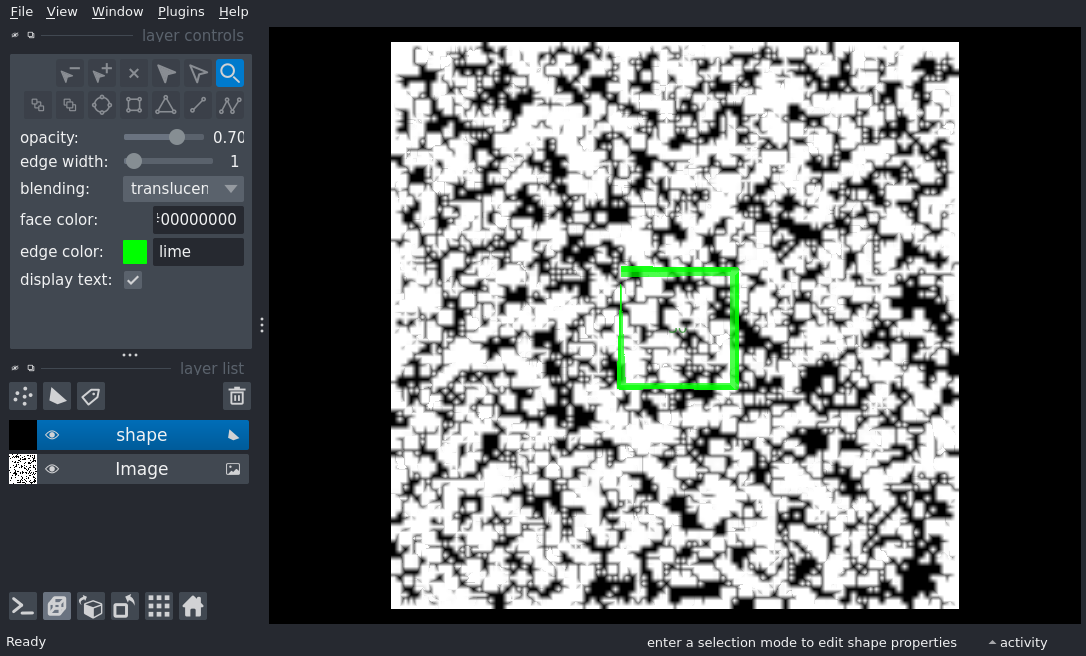 File View Window Plugins Help
layer controls
opacity: 0.70
edge width: 1
blending: translucen
face color: 00000000
edge color: lime
display text:
layer list
shape
Image
Ready
enter a selection mode to edit shape properties
activity